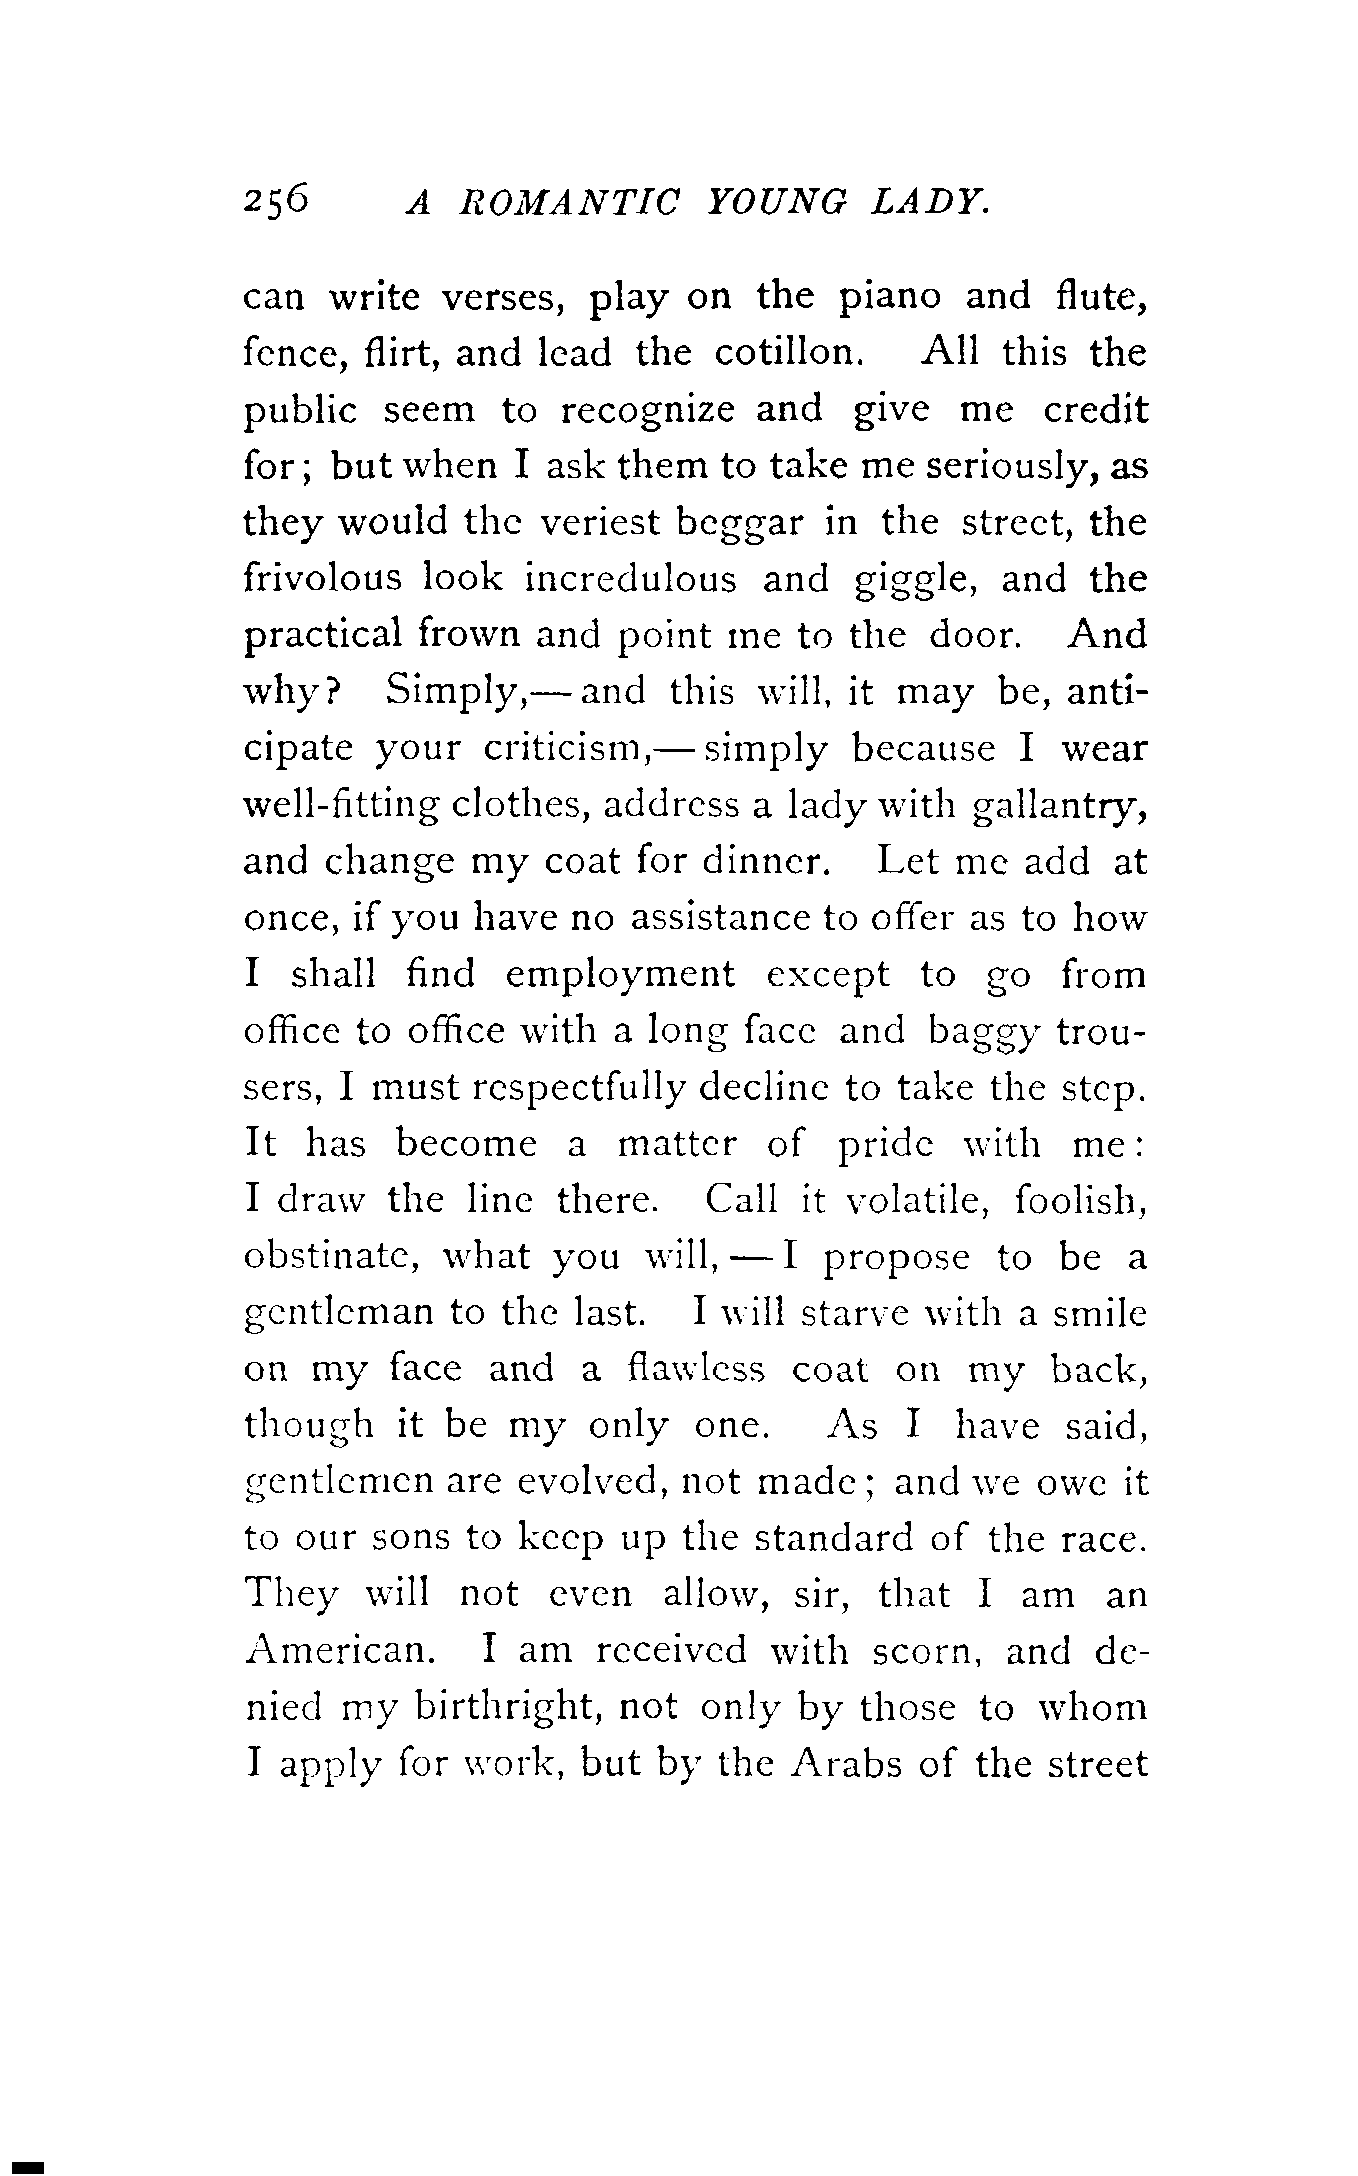 256 A ROMANTIC YOUNG LADY.
can write verses, play on the piano and flute,
fence, flirt, and lead the cotillon. All this the
public seem to recognize and give me credit
for; but when I ask them to take me seriously, as
they would the veriest beggar in the street, the
frivolous look incredulous and giggle, and the
practical frown and point me to the door. And
why? Simply,— and this will, it may be, anti-
cipate your criticism,— simply because I wear
well-fitting clothes, address a lady with gallantry,
and change my coat for dinner. Let me add at
once, if you have no assistance to offer as to how
I shall find employment except to go from
office to office with a long face and baggy trou-
sers, I must respectfully decline to take the step.
It has become a matter of pride with me:
I draw the line there. Call it volatile, foolish,
obstinate, what you will, — I propose to be a
gentleman to the last. I will starve with a smile
on my face and a flawless coat on my back,
though it be my only one. As I have said,
gentlemen are evolved, not made; and we owe it
to our sons to keep up the standard of the race.
They will not even allow, sir, that I am an
American. I am received with scorn, and de-
nied my birthright, not only by those to whom
I apply for work, but by the Arabs of the street